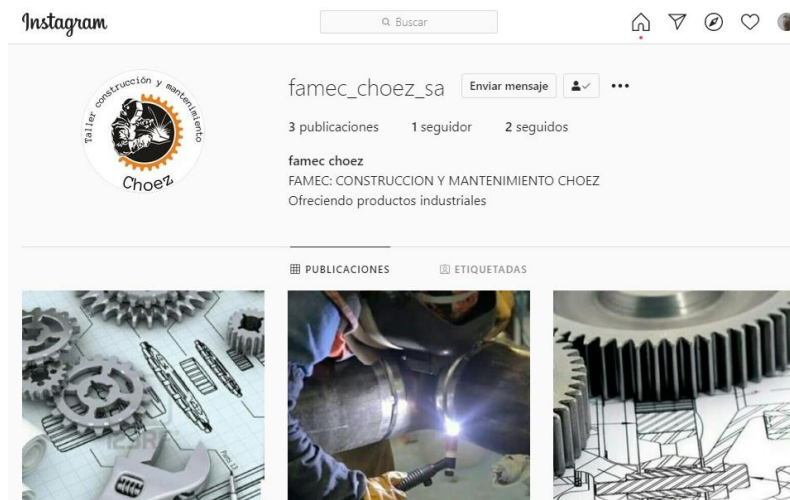 Instagram
Buscar
Taller construcción y mantenimiento
Choez
famec_choez_sa Enviar mensaje
3 publicaciones 1 seguidor 2 seguidos
famec choez
FAMEC: CONSTRUCCION Y MANTENIMIENTO CHOEZ
Ofreciendo productos industriales
PUBLICACIONES ETIQUETADAS
123RF